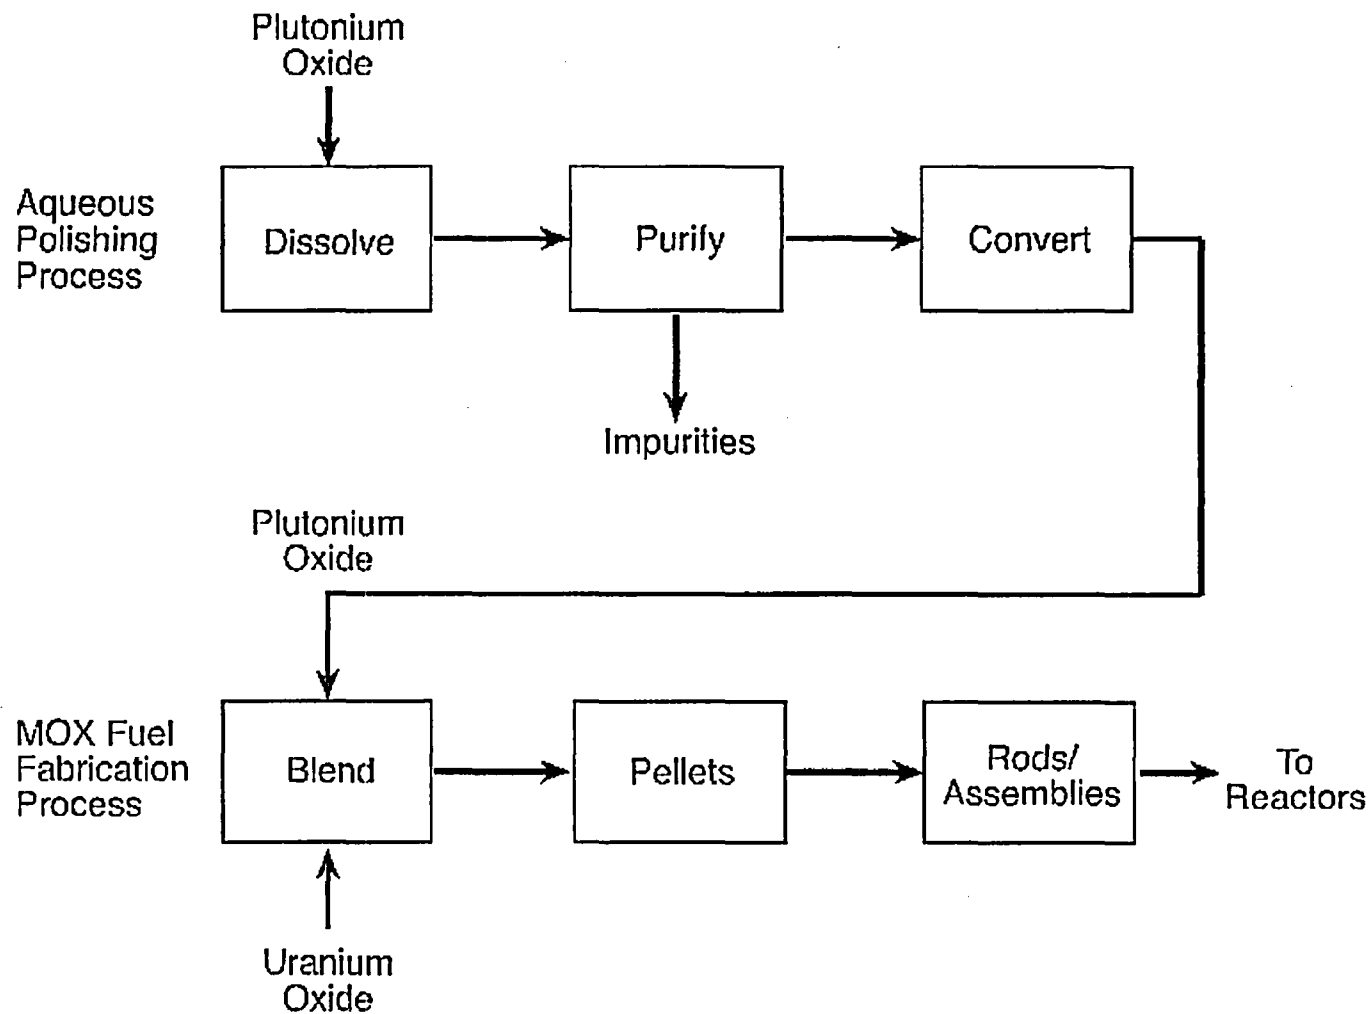 Plutonium
Oxide
Aqueous
Polishing
Process
Dissolve
Purify
Convert
Impurities
Plutonium
Oxide
MOX Fuel
Fabrication
Process
Blend
Pellets
Rods/
Assemblies
To
Reactors
Uranium
Oxide